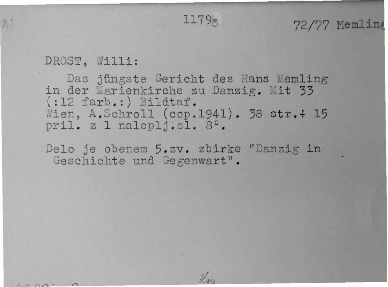 1179g
72/77 Memling
DROST, Willi:
Das jüngste Gericht des Hans Memling
in der Marienkirche zu Danzig. Mit 33
(:12 farb.:) Bildtaf.
Wien, A.Schroll (cop.1941). 38 str.+ 15
pril. z 1 naleplj.sl. 8°.
Delo je obenem 5.zv. zbirke "Danzig in
Geschichte und Gegenwart".